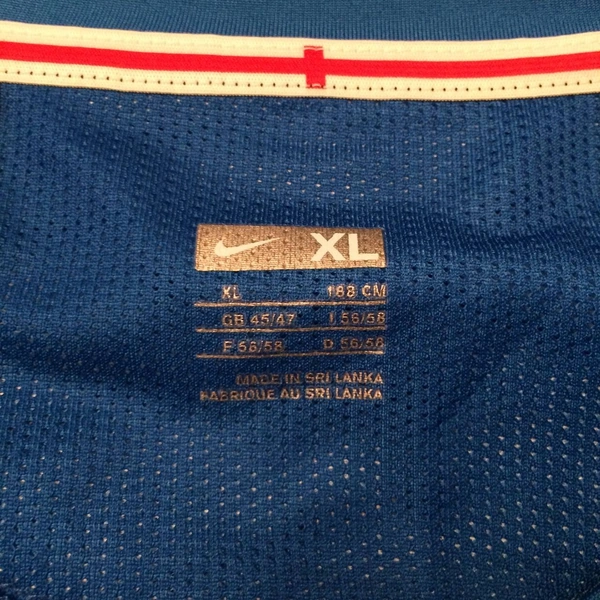 XL
XL 188 CM
GB 45/47 I 56/58
F 56/58 D 56/58
MADE IN SRI LANKA
FABRIQUE AU SRI LANKA